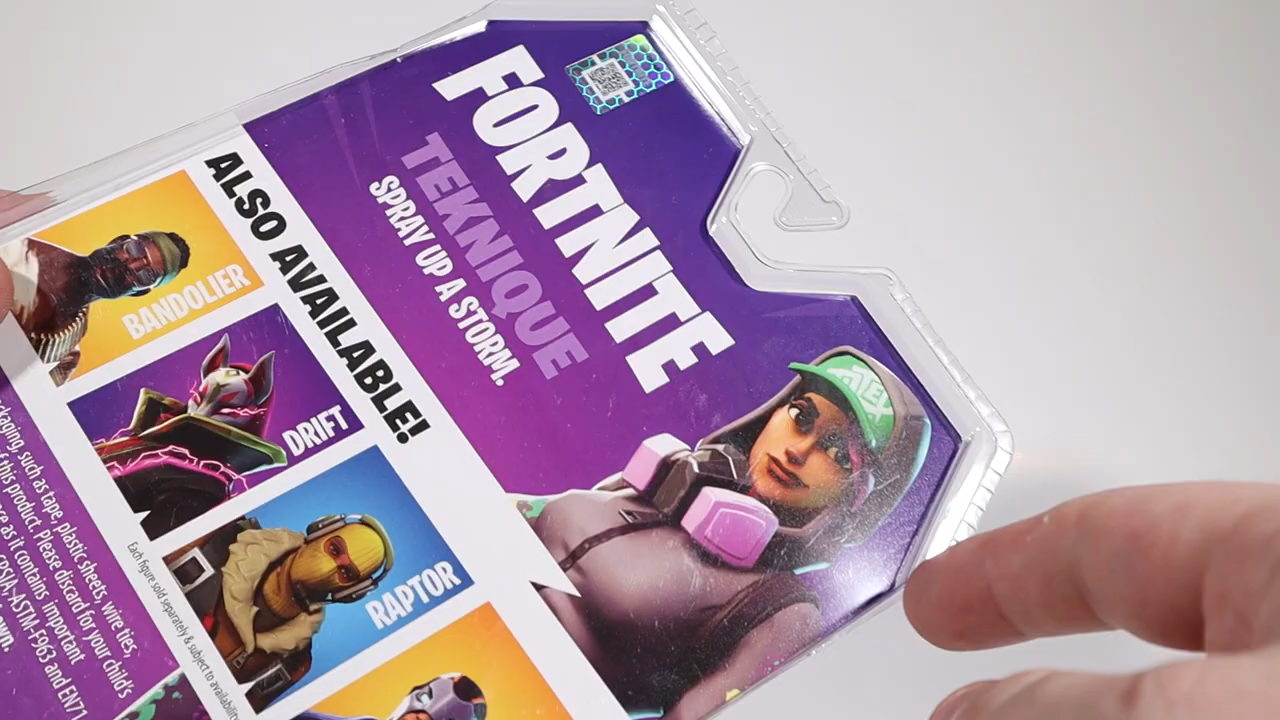 FORTNITE
TEKNIQUE
SPRAY UP A STORM.
ATEX
ALSO AVAILABLE!
BANDOLIER
DRIFT
RAPTOR
Each figure sold separately & subject to
such as tape, plastic sheets, wire ties,
this product. Please discard for your child's
as it contains important
CPSIA, ASTM-F963 and EN71